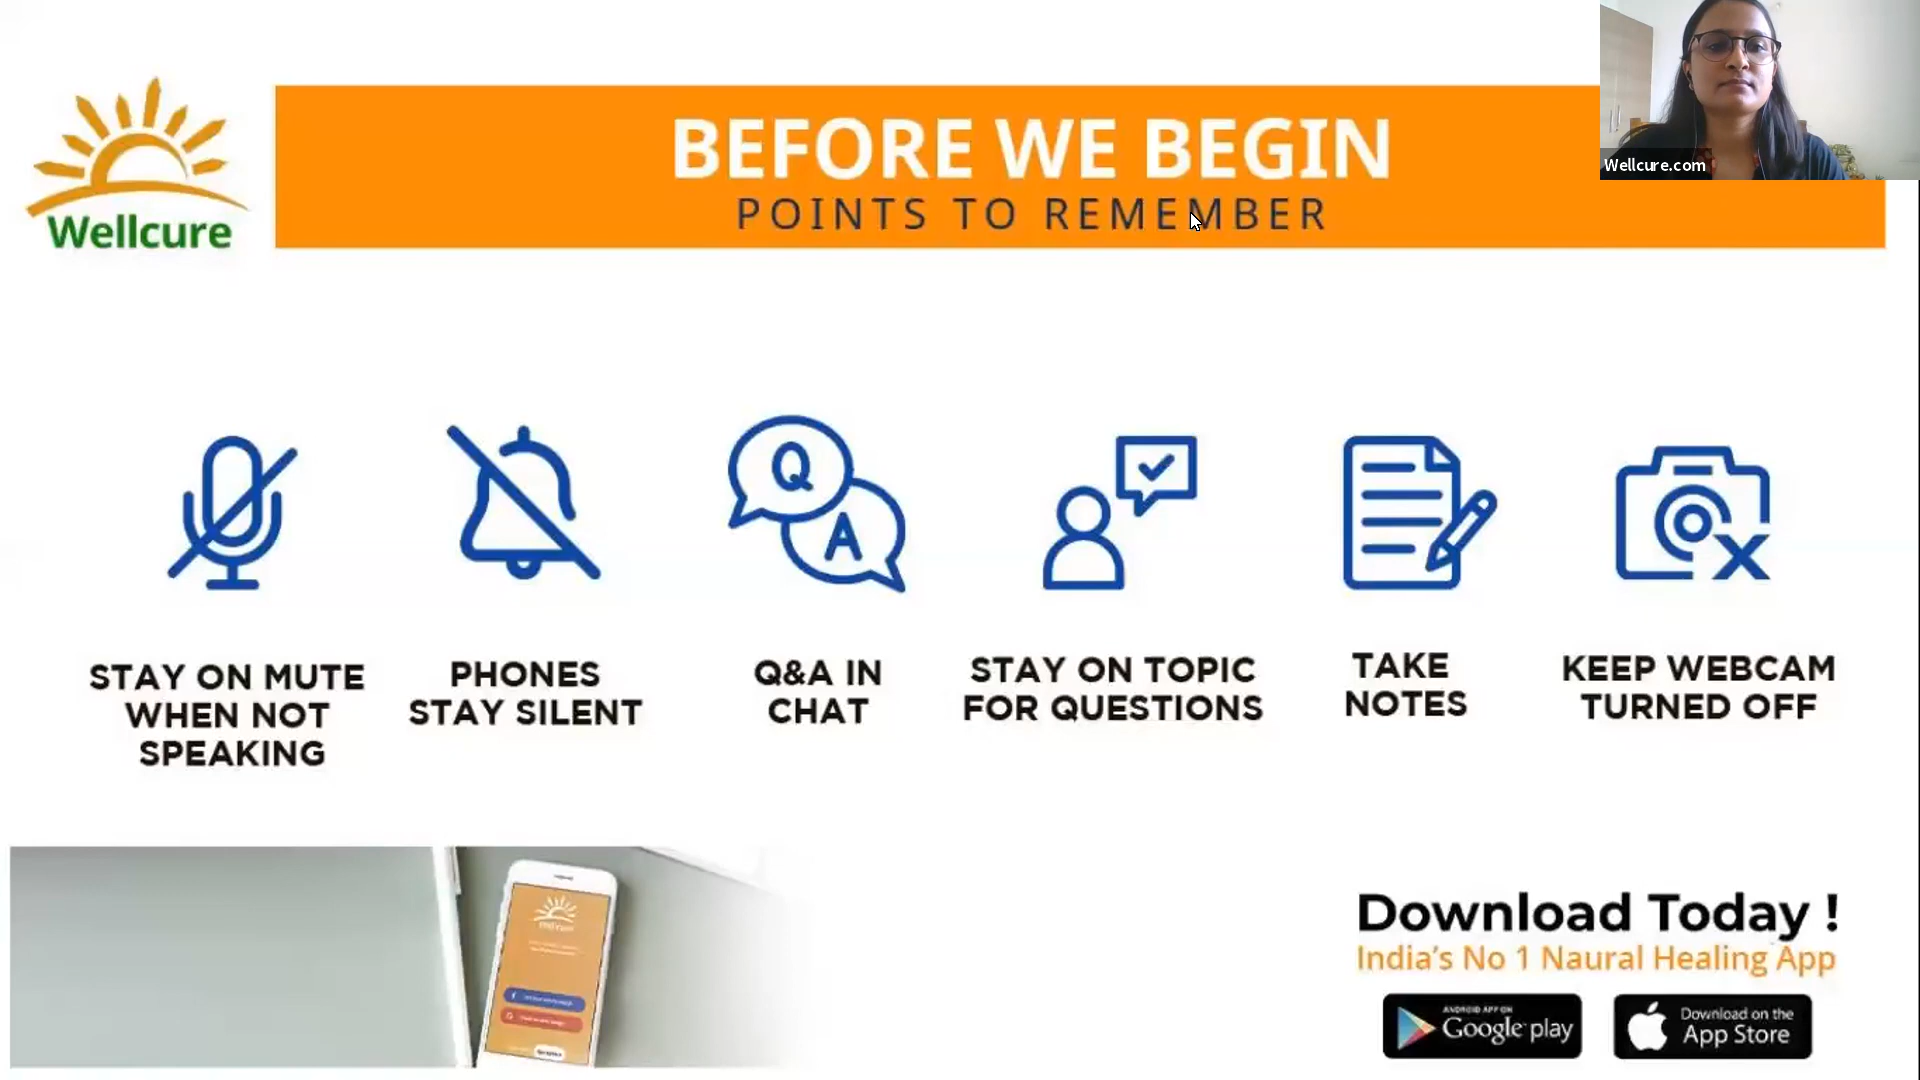 Wellcure
BEFORE WE BEGIN
POINTS TO REMEMBER
Wellcure.com
Q
A
STAY ON MUTE
WHEN NOT
SPEAKING
PHONES
STAY SILENT
Q&A IN
CHAT
STAY ON TOPIC
FOR QUESTIONS
TAKE
NOTES
KEEP WEBCAM
TURNED OFF
Download Today !
India's No 1 Naural Healing App
ANDROID APP ON
Google play
Download on the
App Store